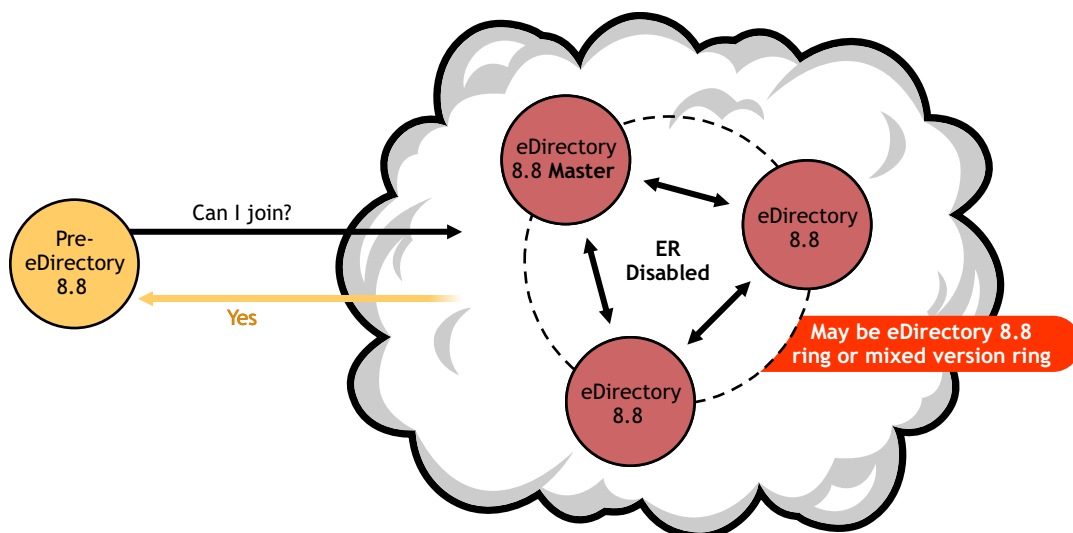 eDirectory
8.8 Master
Can I join?
eDirectory
8.8
Pre-
eDirectory
8.8
ER
Disabled
Yes
May be eDirectory 8.8
ring or mixed version ring
eDirectory
8.8